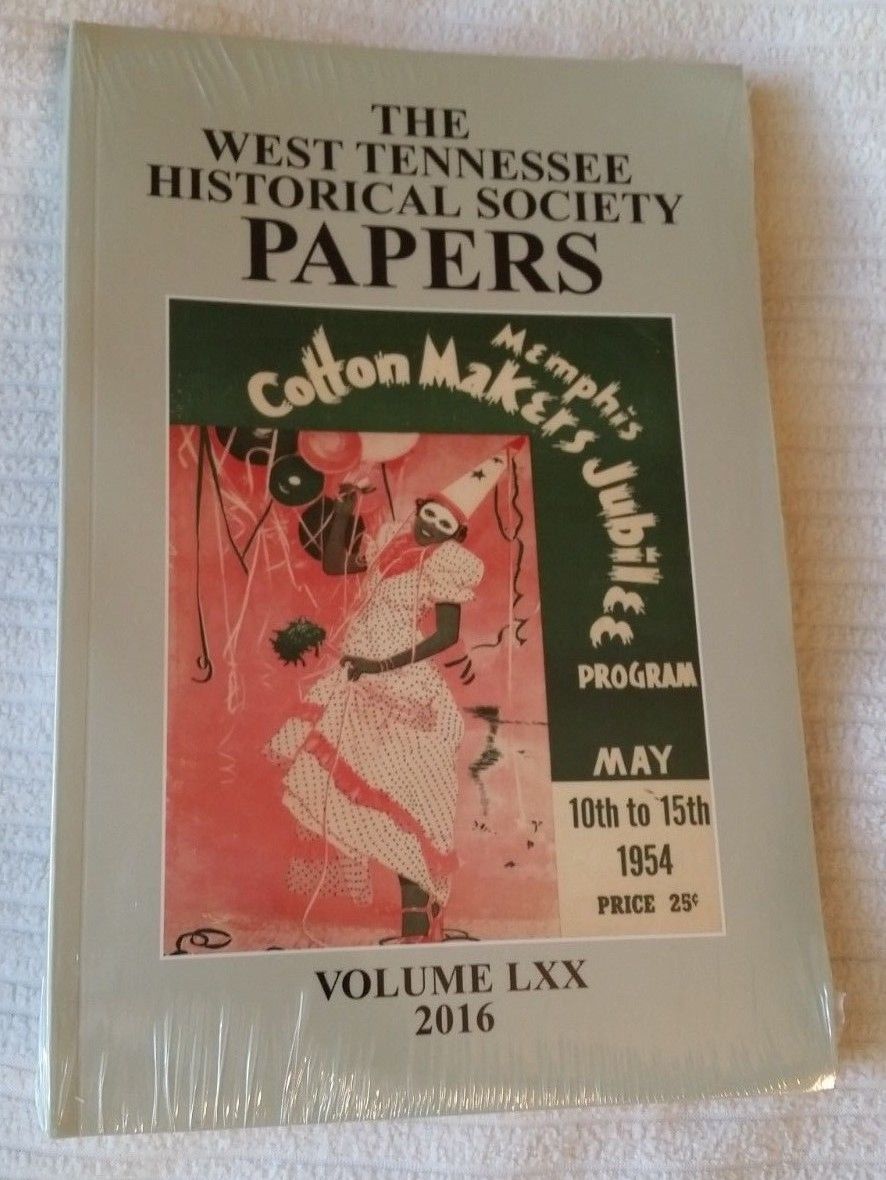 THE
WEST TENNESSEE
HISTORICAL SOCIETY
PAPERS
Memphis
Cotton Makers Jubilee
PROGRAM
MAY
10th to 15th
1954
PRICE 25¢
VOLUME LXX
2016